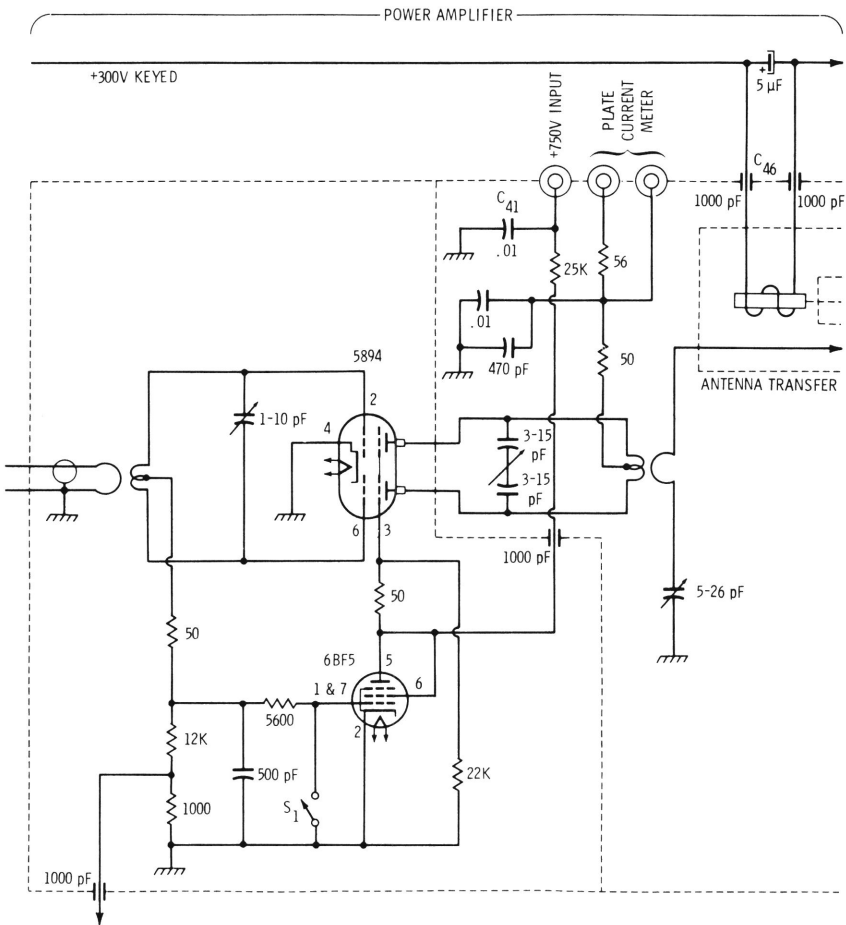 POWER AMPLIFIER
+300V KEYED
+
5 µF
+750V INPUT
PLATE
CURRENT
METER
C46
1000 pF
1000 pF
C41
.01
25K
56
.01
470 pF
50
ANTENNA TRANSFER
5894
2
1-10 pF
4
3-15
pF
3-15
pF
6
3
1000 pF
50
5-26 pF
50
6BF5
5
1 & 7
6
5600
2
12K
500 pF
22K
1000
S1
1000 pF